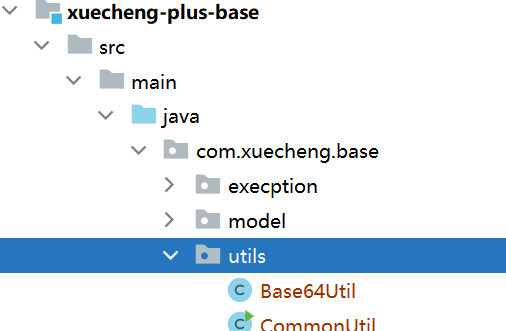 xuecheng-plus-base
src
main
java
com.xuecheng.base
execption
model
utils
Base64Util
CommonUtil